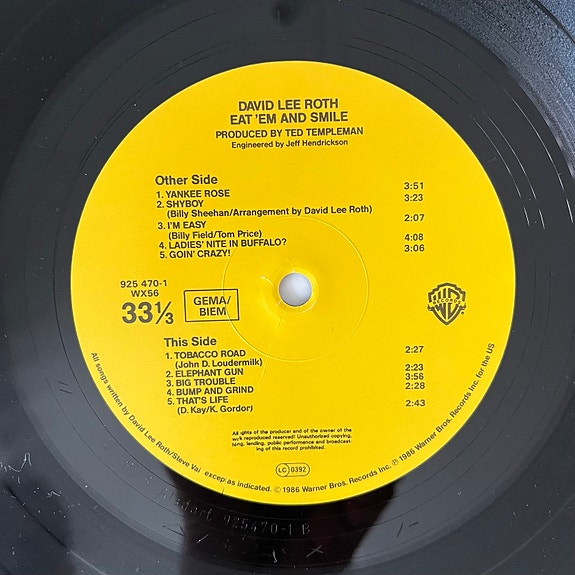 DAVID LEE ROTH
EAT 'EM AND SMILE
PRODUCED BY TED TEMPLEMAN
Engineered by Jeff Hendrickson
Other Side
1. YANKEE ROSE 3:51
2. SHYBOY 3:23
(Billy Sheehan/Arrangement by David Lee Roth)
3. I'M EASY 2:07
(Billy Field/Tom Price)
4. LADIES' NITE IN BUFFALO? 4:08
5. GOIN' CRAZY! 3:06
925 470-1
WX56
33 1/3
GEMA/
BIEM
WB
RECORDS
This Side
1. TOBACCO ROAD 2:27
(John D. Loudermilk)
2. ELEPHANT GUN 2:23
3. BIG TROUBLE 3:56
4. BUMP AND GRIND 2:28
5. THAT'S LIFE 2:43
(D. Kay/K. Gordon)
All rights of the producer and of the owner of the
work reproduced reserved! Unauthorized copying,
hiring, lending, public performance and broadcast-
ing of this record prohibited.
LC 0392
All songs written by David Lee Roth/Steve Vai except as indicated. © 1986 Warner Bros. Records Inc. ℗ 1986 Warner Bros. Records Inc. for the US
925470-1 B